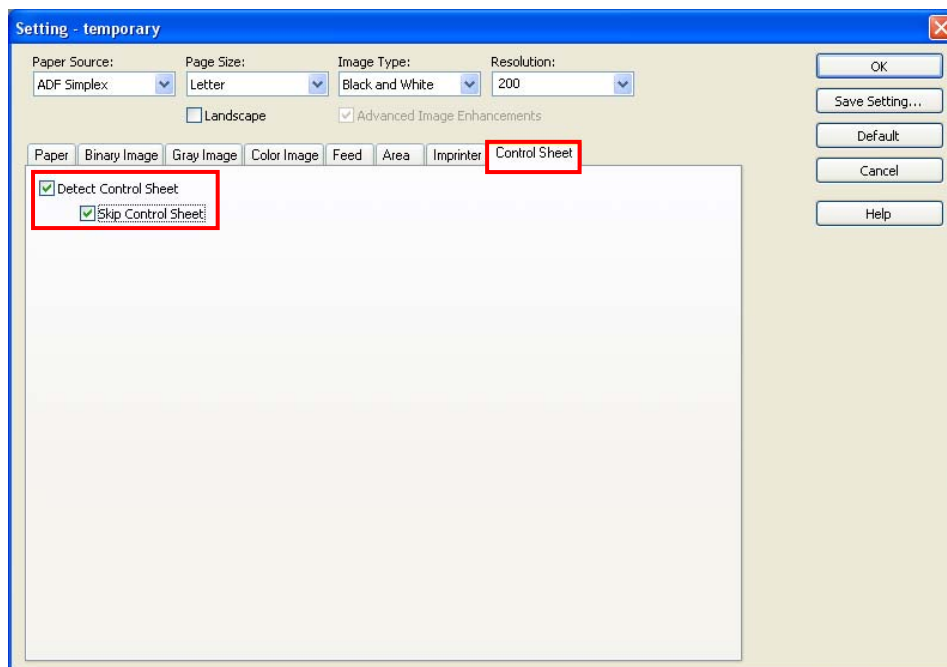 Setting - temporary
Paper Source: Page Size: Image Type: Resolution:
ADF Simplex Letter Black and White 200
Landscape Advanced Image Enhancements
OK
Save Setting...
Default
Cancel
Help
Paper Binary Image Gray Image Color Image Feed Area Imprinter Control Sheet
Detect Control Sheet
Skip Control Sheet